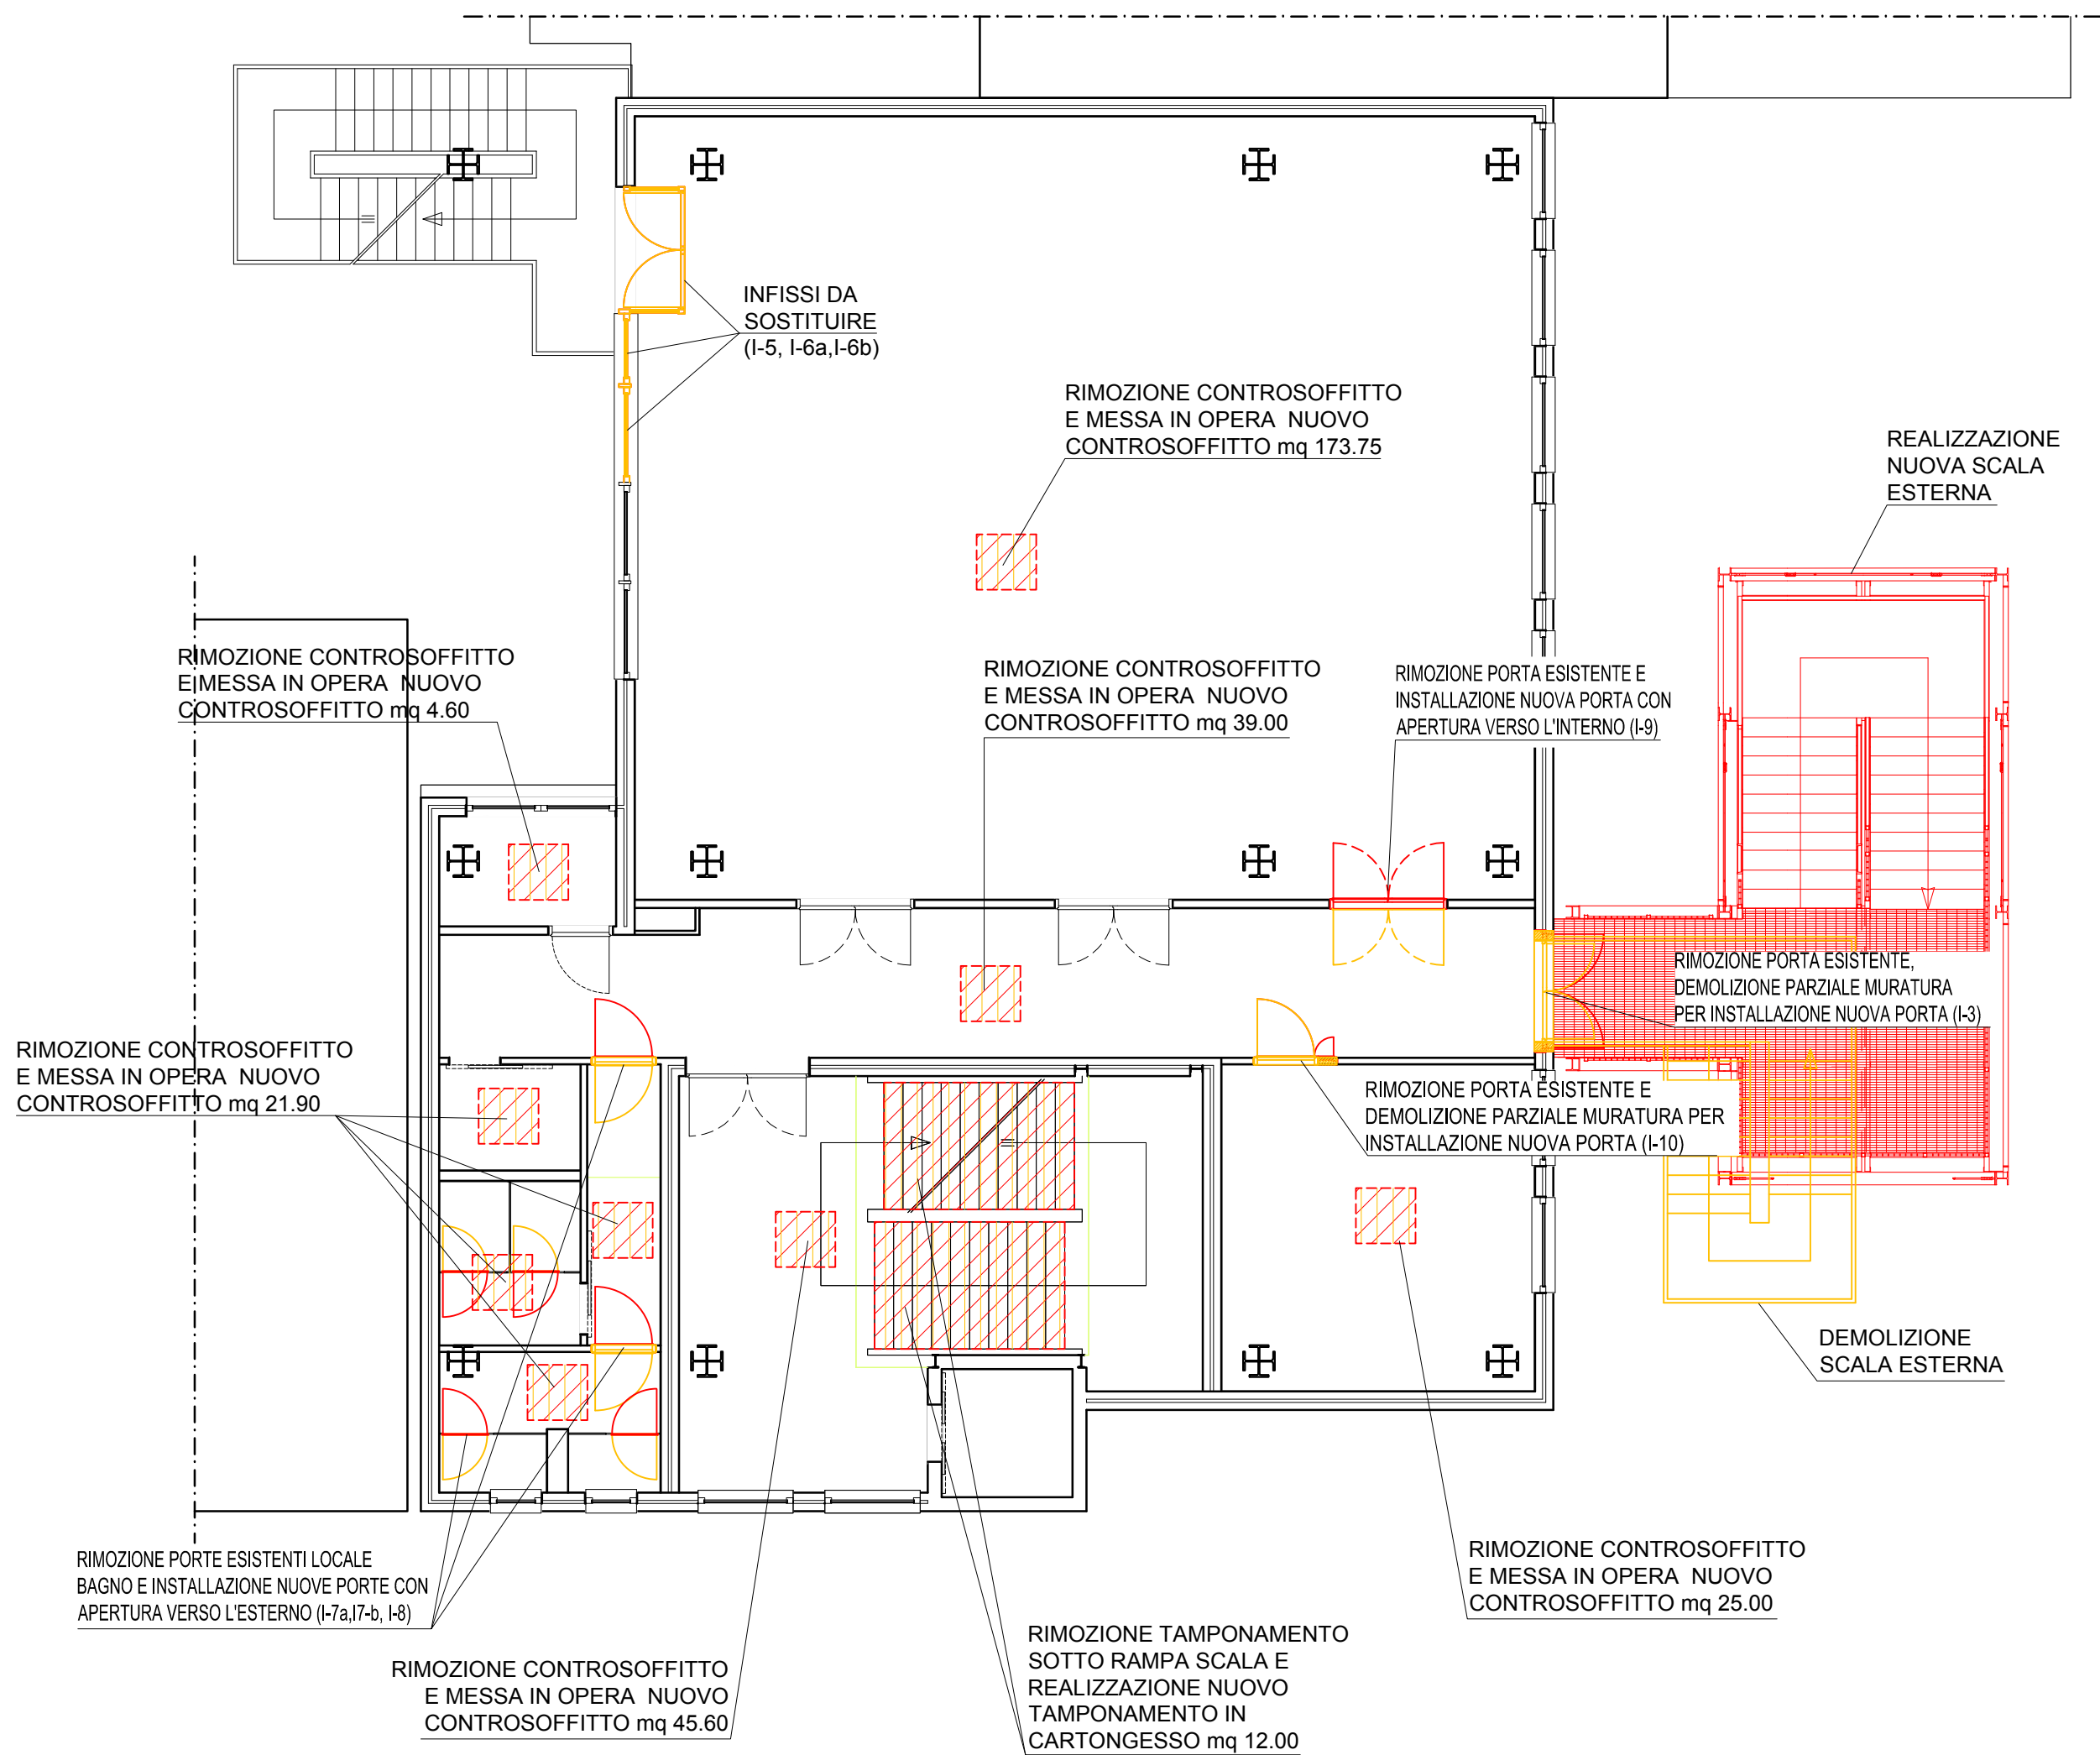 INFISSI DA
SOSTITUIRE
(I-5, I-6a,I-6b)
RIMOZIONE CONTROSOFFITTO
E MESSA IN OPERA NUOVO
CONTROSOFFITTO mq 173.75
REALIZZAZIONE
NUOVA SCALA
ESTERNA
RIMOZIONE CONTROSOFFITTO
E MESSA IN OPERA NUOVO
CONTROSOFFITTO mq 4.60
RIMOZIONE CONTROSOFFITTO
E MESSA IN OPERA NUOVO
CONTROSOFFITTO mq 39.00
RIMOZIONE PORTA ESISTENTE E
INSTALLAZIONE NUOVA PORTA CON
APERTURA VERSO L'INTERNO (I-9)
RIMOZIONE PORTA ESISTENTE,
DEMOLIZIONE PARZIALE MURATURA
PER INSTALLAZIONE NUOVA PORTA (I-3)
RIMOZIONE CONTROSOFFITTO
E MESSA IN OPERA NUOVO
CONTROSOFFITTO mq 21.90
RIMOZIONE PORTA ESISTENTE E
DEMOLIZIONE PARZIALE MURATURA PER
INSTALLAZIONE NUOVA PORTA (I-10)
DEMOLIZIONE
SCALA ESTERNA
RIMOZIONE PORTE ESISTENTI LOCALE
BAGNO E INSTALLAZIONE NUOVE PORTE CON
APERTURA VERSO L'ESTERNO (I-7a,I7-b, I-8)
RIMOZIONE CONTROSOFFITTO
E MESSA IN OPERA NUOVO
CONTROSOFFITTO mq 25.00
RIMOZIONE CONTROSOFFITTO
E MESSA IN OPERA NUOVO
CONTROSOFFITTO mq 45.60
RIMOZIONE TAMPONAMENTO
SOTTO RAMPA SCALA E
REALIZZAZIONE NUOVO
TAMPONAMENTO IN
CARTONGESSO mq 12.00